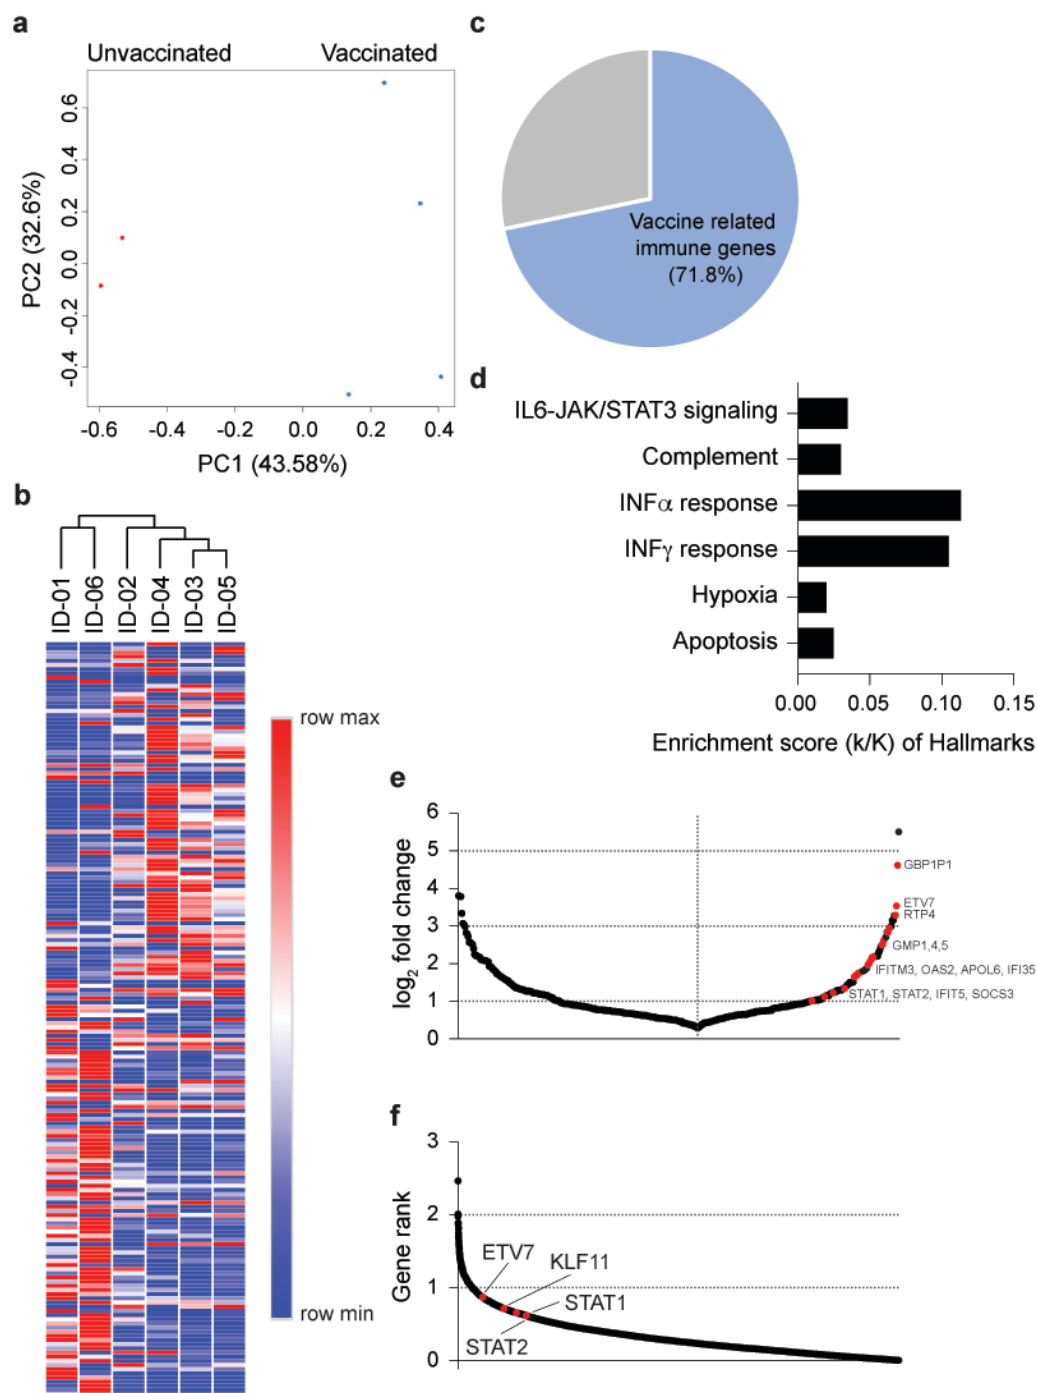 a
Unvaccinated Vaccinated
0.6
0.4
0.2
0.0
-0.2
-0.4
PC2 (32.6%)
-0.6 -0.4 -0.2 0.0 0.2 0.4
PC1 (43.58%)
b
ID-01 ID-06 ID-02 ID-04 ID-03 ID-05
row max
row min
c
Vaccine related
immune genes
(71.8%)
d
IL6-JAK/STAT3 signaling
Complement
INFα response
INFγ response
Hypoxia
Apoptosis
0.00 0.05 0.10 0.15
Enrichment score (k/K) of Hallmarks
e
6
5
4
3
2
1
0
log2 fold change
GBP1P1
ETV7
RTP4
GMP1,4,5
IFITM3, OAS2, APOL6, IFI35
STAT1, STAT2, IFIT5, SOCS3
f
3
2
1
0
Gene rank
ETV7
KLF11
STAT1
STAT2